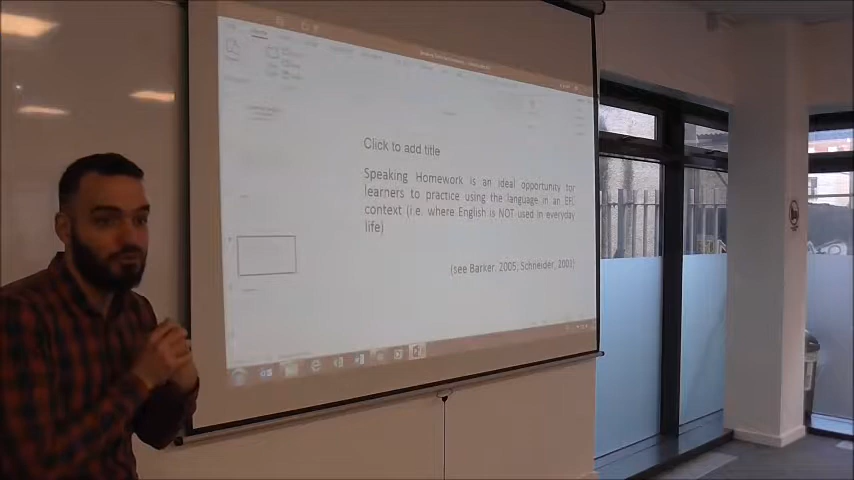 Click to add title
Speaking Homework is an ideal opportunity for
learners to practice using the language in an EFL
context (i.e. where English is NOT used in everyday
life)
(see Barker, 2005; Schneider, 2001)